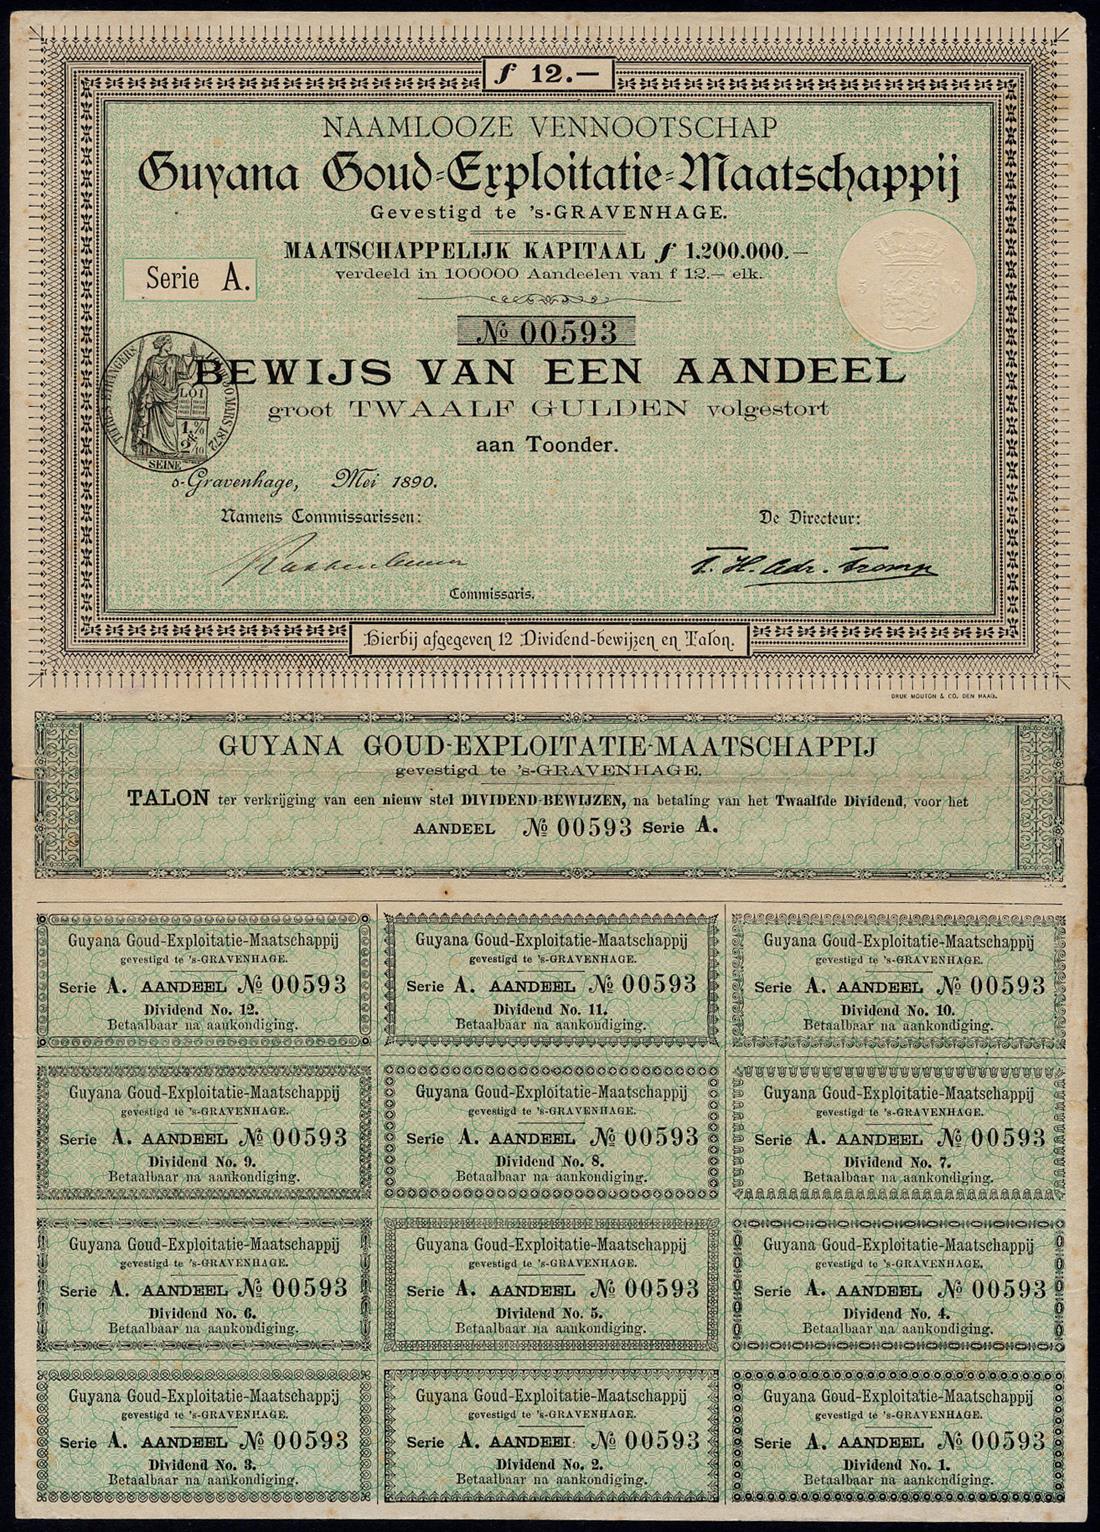 f 12.—
NAAMLOOZE VENNOOTSCHAP
Guyana Goud-Exploitatie-Maatschappij
Gevestigd te 's-GRAVENHAGE.
MAATSCHAPPELIJK KAPITAAL f 1.200.000.—
verdeeld in 100000 Aandeelen van f 12.— elk.
Serie A.
No 00593
BEWIJS VAN EEN AANDEEL
groot TWAALF GULDEN volgestort
aan Toonder.
TITRES ÉTRANGERS
LOI DU 30 MARS 1872
LOI
SEINE
s-Gravenhage, Mei 1890.
Namens Commissarissen:
De Directeur:
T. H. Adr. Tromp
Commissaris.
Hierbij afgegeven 12 Dividend-bewijzen en Talon.
DRUK MOUTON & CO. DEN HAAG.
GUYANA GOUD-EXPLOITATIE-MAATSCHAPPIJ
gevestigd te 's-GRAVENHAGE.
TALON ter verkrijging van een nieuw stel DIVIDEND-BEWIJZEN, na betaling van het Twaalfde Dividend, voor het
AANDEEL No 00593 Serie A.
Guyana Goud-Exploitatie-Maatschappij
gevestigd te 's-GRAVENHAGE.
Serie A. AANDEEL No 00593
Dividend No. 12.
Betaalbaar na aankondiging.
Guyana Goud-Exploitatie-Maatschappij
gevestigd te 's-GRAVENHAGE.
Serie A. AANDEEL No 00593
Dividend No. 11.
Betaalbaar na aankondiging.
Guyana Goud-Exploitatie-Maatschappij
gevestigd te 's-GRAVENHAGE.
Serie A. AANDEEL No 00593
Dividend No. 10.
Betaalbaar na aankondiging.
Guyana Goud-Exploitatie-Maatschappij
gevestigd te 's-GRAVENHAGE.
Serie A. AANDEEL No 00593
Dividend No. 9.
Betaalbaar na aankondiging.
Guyana Goud-Exploitatie-Maatschappij
gevestigd te 's-GRAVENHAGE.
Serie A. AANDEEL No 00593
Dividend No. 8.
Betaalbaar na aankondiging.
Guyana Goud-Exploitatie-Maatschappij
gevestigd te 's-GRAVENHAGE.
Serie A. AANDEEL No 00593
Dividend No. 7.
Betaalbaar na aankondiging.
Guyana Goud-Exploitatie-Maatschappij
gevestigd te 's-GRAVENHAGE.
Serie A. AANDEEL No 00593
Dividend No. 6.
Betaalbaar na aankondiging.
Guyana Goud-Exploitatie-Maatschappij
gevestigd te 's-GRAVENHAGE.
Serie A. AANDEEL No 00593
Dividend No. 5.
Betaalbaar na aankondiging.
Guyana Goud-Exploitatie-Maatschappij
gevestigd te 's-GRAVENHAGE.
Serie A. AANDEEL No 00593
Dividend No. 4.
Betaalbaar na aankondiging.
Guyana Goud-Exploitatie-Maatschappij
gevestigd te 's-GRAVENHAGE.
Serie A. AANDEEL No 00593
Dividend No. 3.
Betaalbaar na aankondiging.
Guyana Goud-Exploitatie-Maatschappij
gevestigd te 's-GRAVENHAGE.
Serie A. AANDEEL No 00593
Dividend No. 2.
Betaalbaar na aankondiging.
Guyana Goud-Exploitatie-Maatschappij
gevestigd te 's-GRAVENHAGE.
Serie A. AANDEEL No 00593
Dividend No. 1.
Betaalbaar na aankondiging.